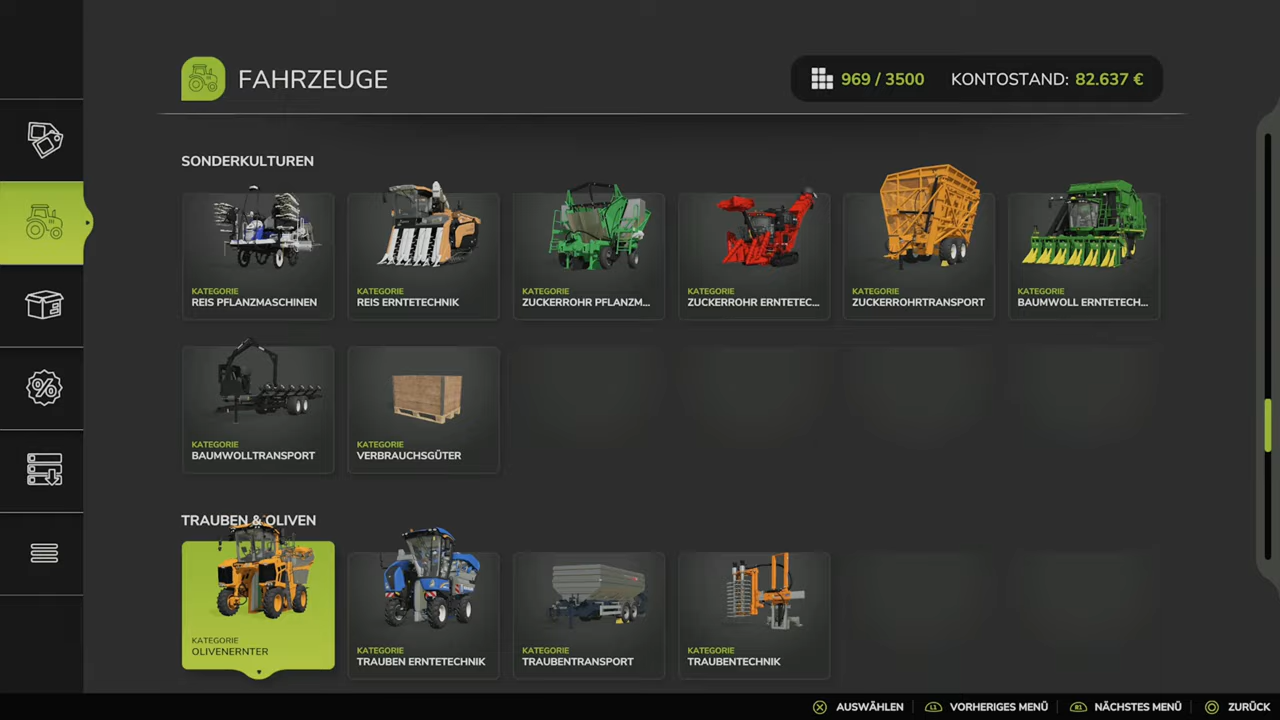 FAHRZEUGE
969 / 3500
KONTOSTAND: 82.637 €
SONDERKULTUREN
KATEGORIE
REIS PFLANZMASCHINEN
KATEGORIE
REIS ERNTETECHNIK
KATEGORIE
ZUCKERROHR PFLANZM...
KATEGORIE
ZUCKERROHR ERNTETEC...
KATEGORIE
ZUCKERROHRTRANSPORT
KATEGORIE
BAUMWOLL ERNTETECH...
KATEGORIE
BAUMWOLLTRANSPORT
KATEGORIE
VERBRAUCHSGÜTER
TRAUBEN & OLIVEN
KATEGORIE
OLIVENERNTER
KATEGORIE
TRAUBEN ERNTETECHNIK
KATEGORIE
TRAUBENTRANSPORT
KATEGORIE
TRAUBENTECHNIK
AUSWÄHLEN
L1 VORHERIGES MENÜ
R1 NÄCHSTES MENÜ
ZURÜCK